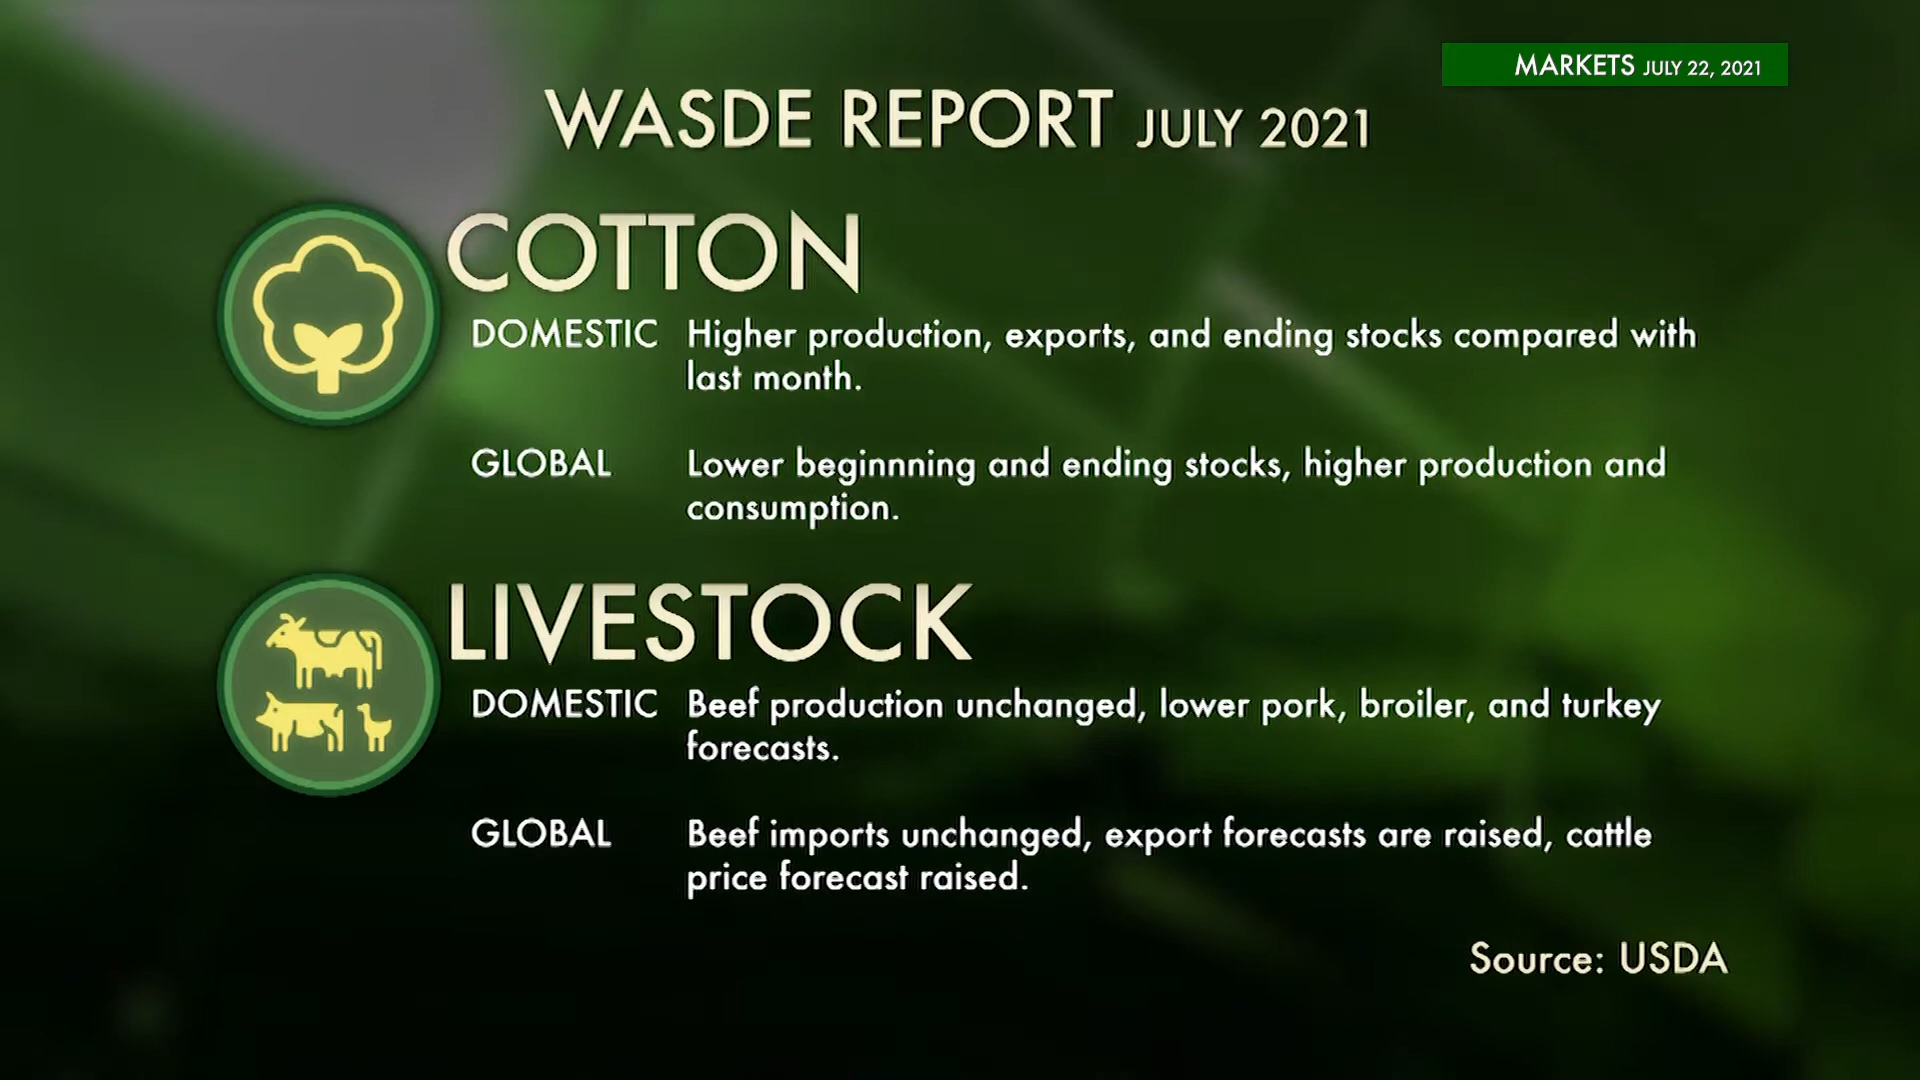 MARKETS JULY 22, 2021
WASDE REPORT JULY 2021
COTTON
DOMESTIC Higher production, exports, and ending stocks compared with
last month.
GLOBAL Lower beginnning and ending stocks, higher production and
consumption.
LIVESTOCK
DOMESTIC Beef production unchanged, lower pork, broiler, and turkey
forecasts.
GLOBAL Beef imports unchanged, export forecasts are raised, cattle
price forecast raised.
Source: USDA